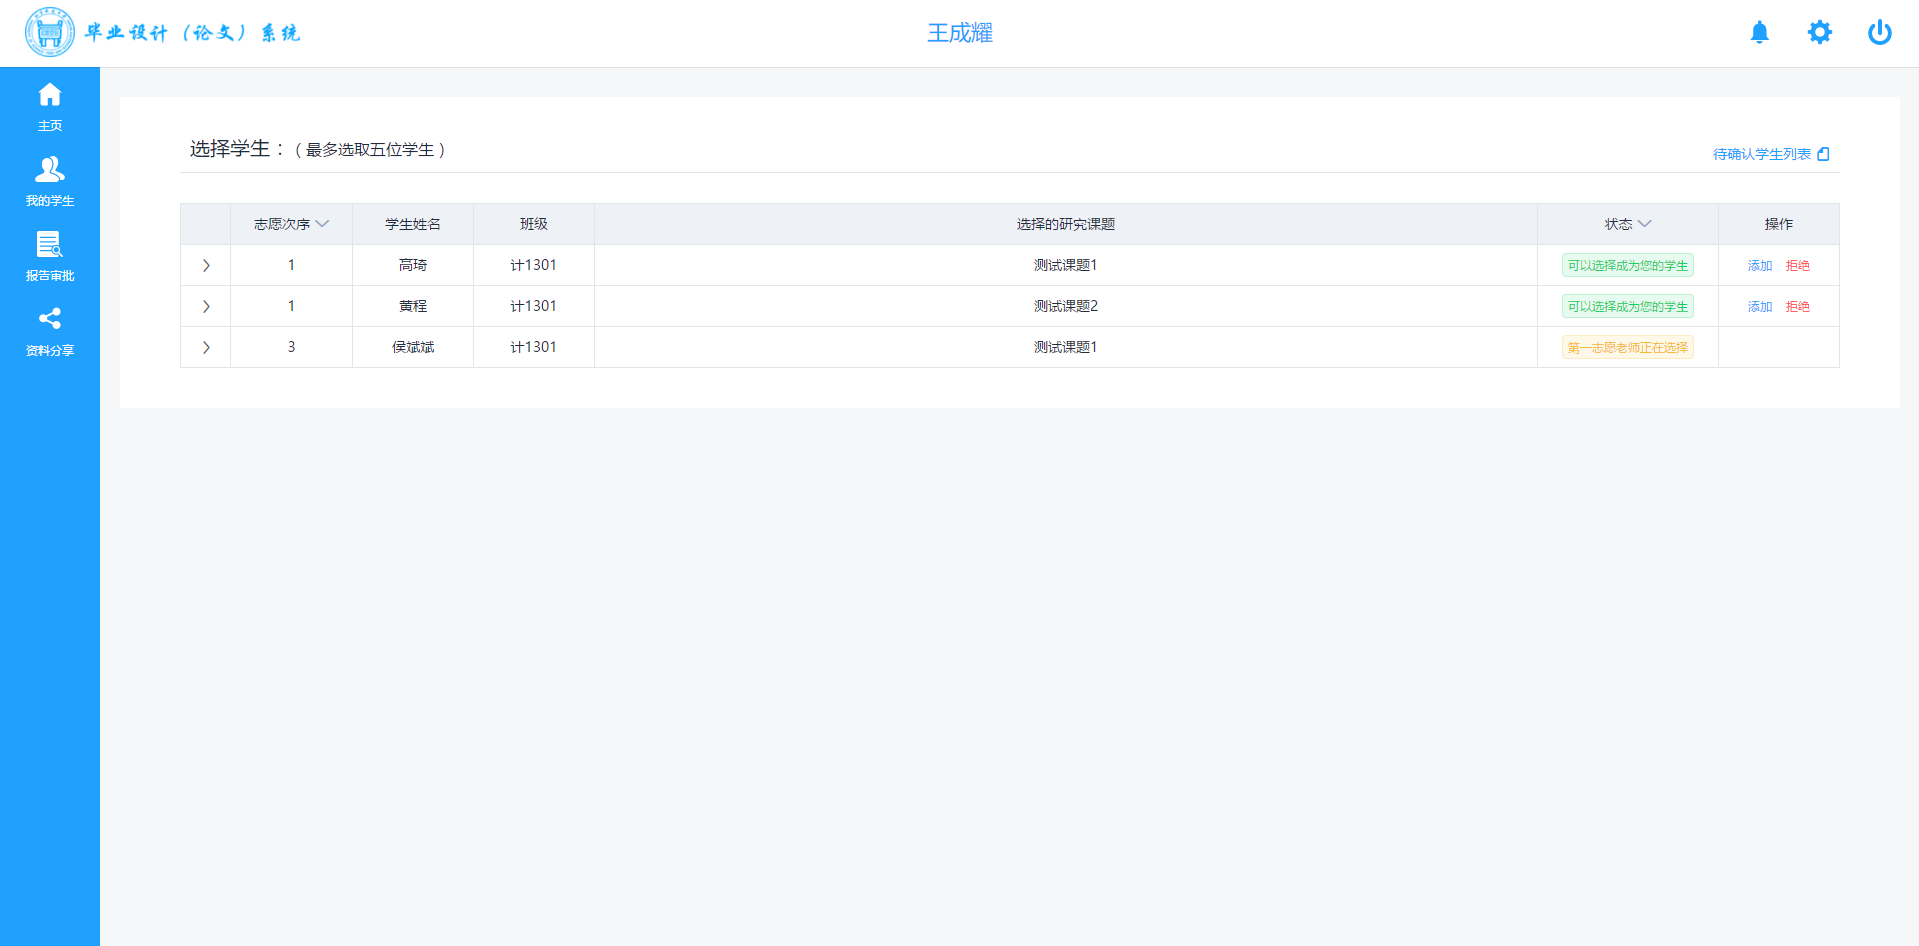 毕业设计（论文）系统
王成耀
主页
我的学生
报告审批
资料分享
选择学生：（最多选取五位学生）
待确认学生列表
志愿次序 学生姓名 班级 选择的研究课题 状态 操作
1 高琦 计1301 测试课题1 可以选择成为您的学生 添加 拒绝
1 黄程 计1301 测试课题2 可以选择成为您的学生 添加 拒绝
3 侯斌斌 计1301 测试课题1 第一志愿老师正在选择